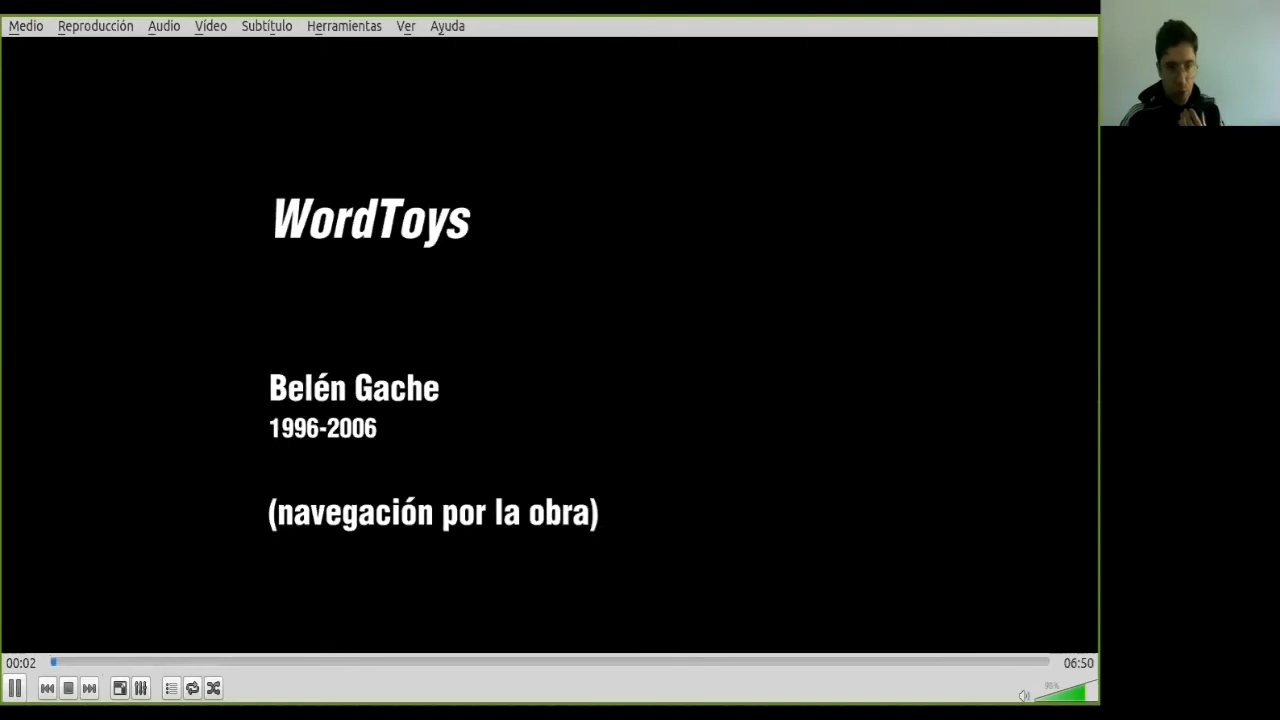 Medio Reproducción Audio Vídeo Subtítulo Herramientas Ver Ayuda
WordToys
Belén Gache
1996-2006
(navegación por la obra)
00:02 06:50
95%